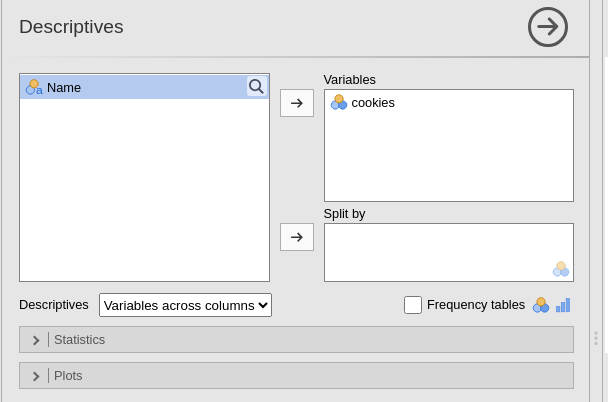 Descriptives
Variables
Name
cookies
Split by
Descriptives Variables across columns Frequency tables
Statistics
Plots